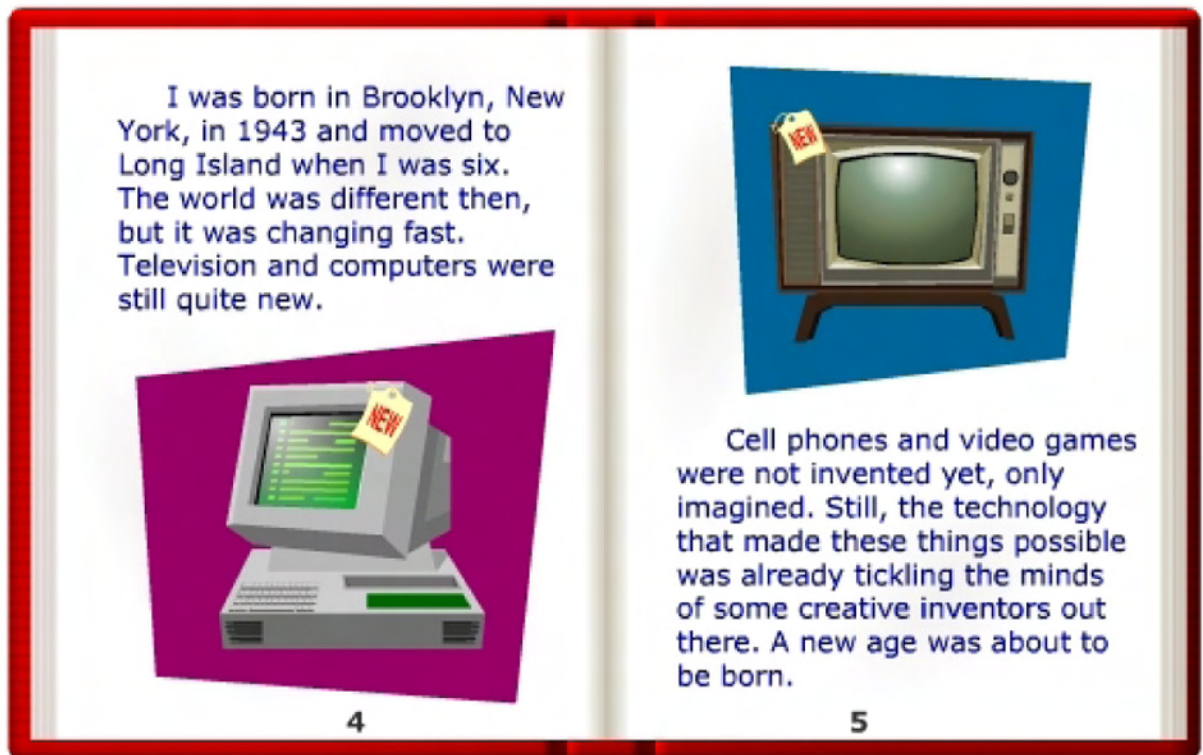 I was born in Brooklyn, New
York, in 1943 and moved to
Long Island when I was six.
The world was different then,
but it was changing fast.
Television and computers were
still quite new.
NEW
4
NEW
Cell phones and video games
were not invented yet, only
imagined. Still, the technology
that made these things possible
was already tickling the minds
of some creative inventors out
there. A new age was about to
be born.
5